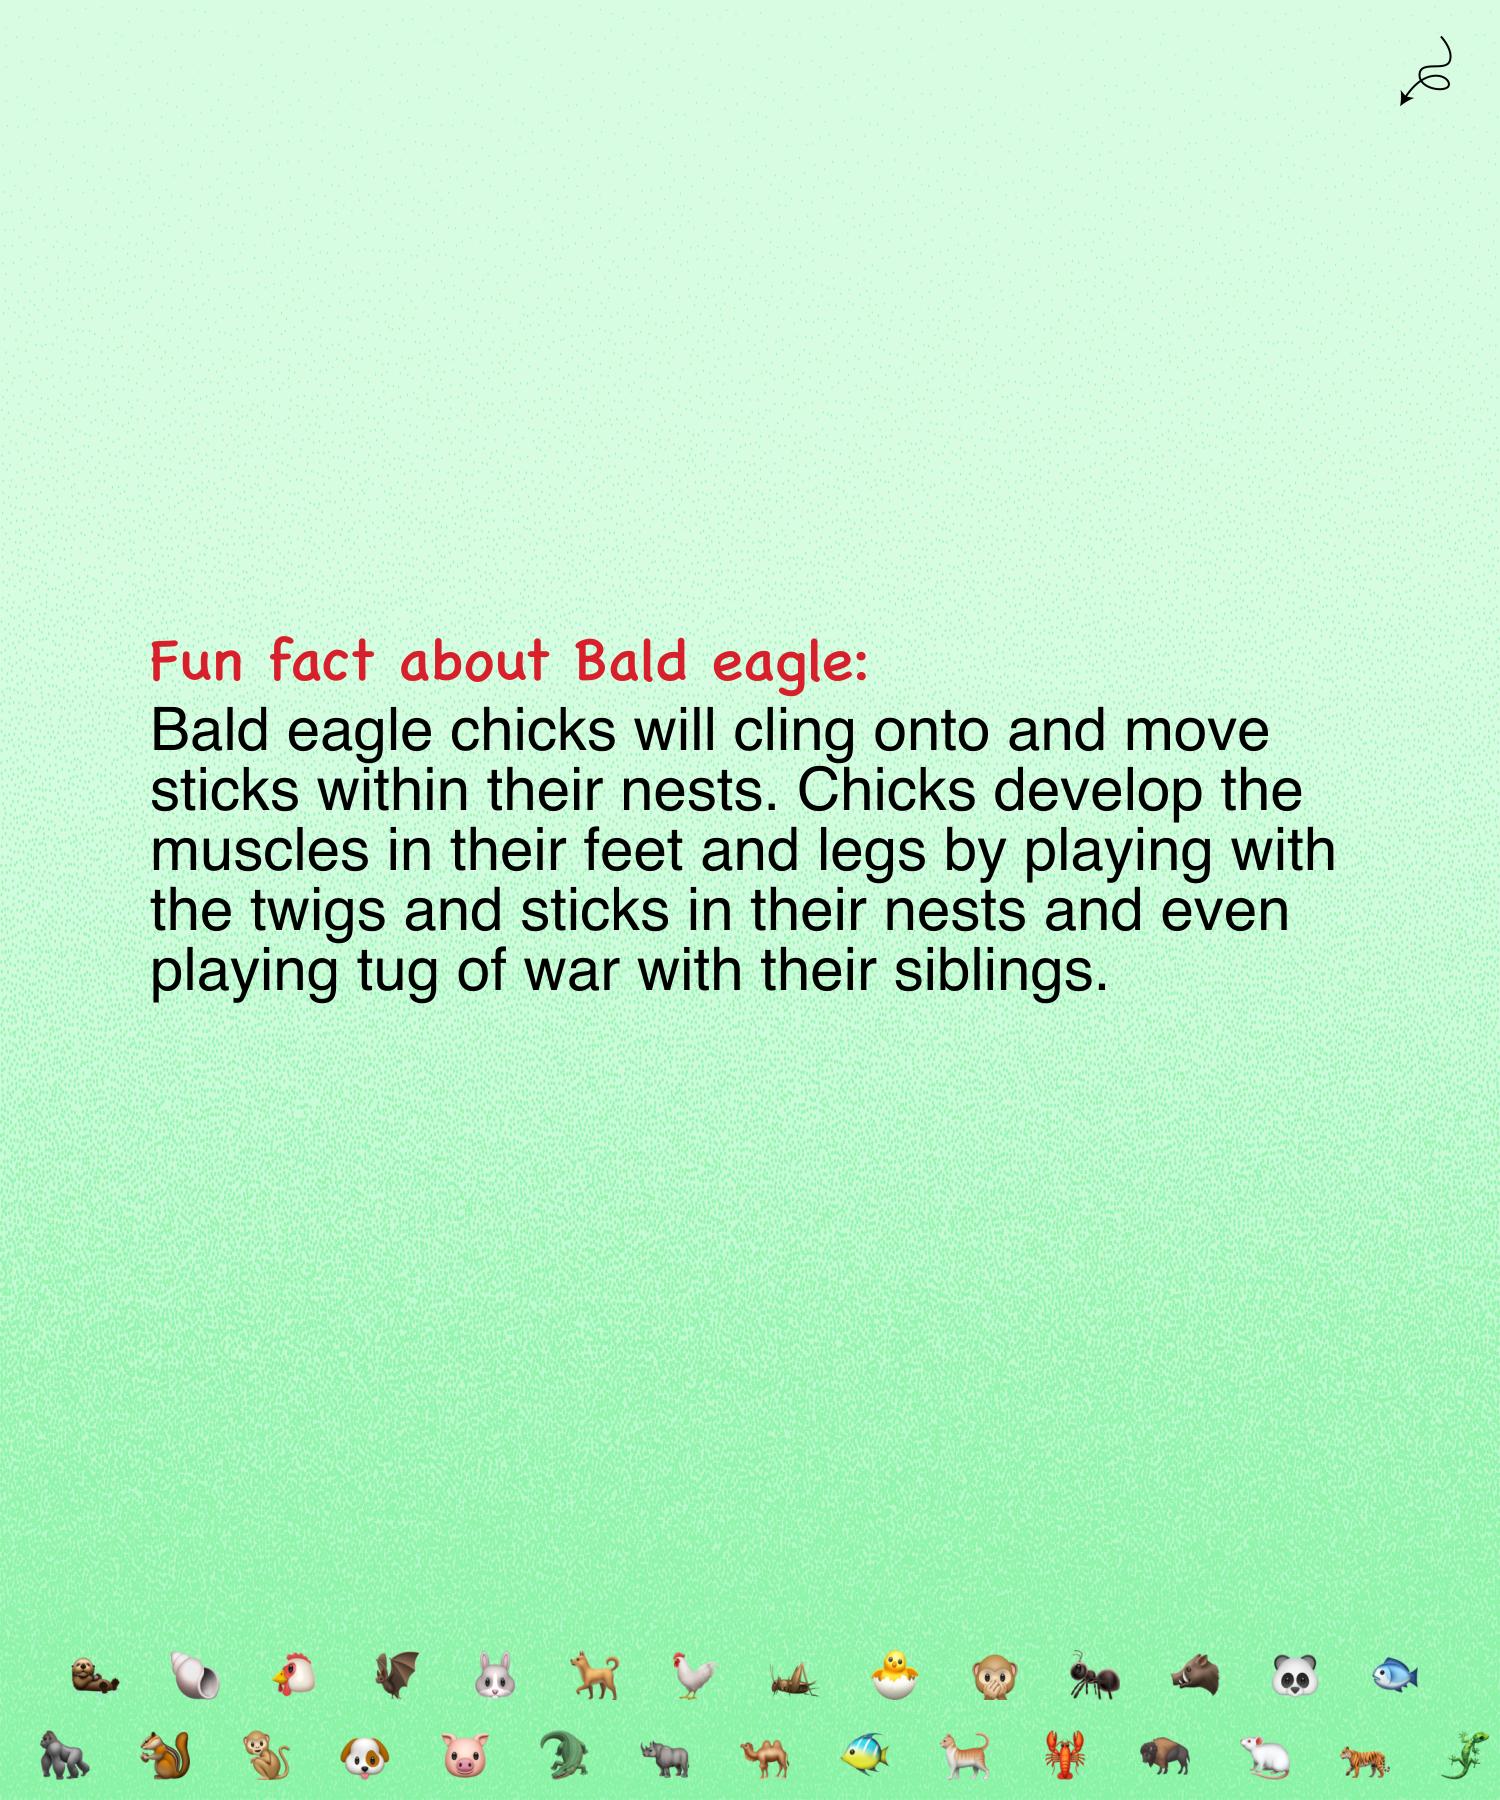 Fun fact about Bald eagle:
Bald eagle chicks will cling onto and move
sticks within their nests. Chicks develop the
muscles in their feet and legs by playing with
the twigs and sticks in their nests and even
playing tug of war with their siblings.